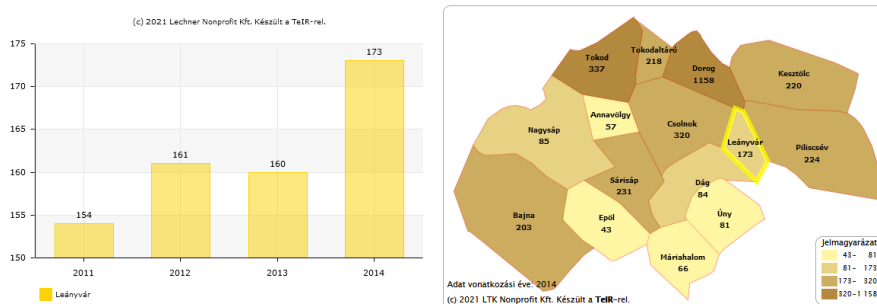 (c) 2021 Lechner Nonprofit Kft. Készült a TeIR-rel.
175
170
165
160
155
150
154
161
160
173
2011
2012
2013
2014
Leányvár
Tokod
337
Tokodaltáró
218
Dorog
1158
Kesztölc
220
Annavölgy
57
Csolnok
320
Nagysáp
85
Leányvár
173
Piliscsév
224
Sárisáp
231
Dág
84
Bajna
203
Epöl
43
Úny
81
Máriahalom
66
Jelmagyarázat
43- 81
81- 173
173- 320
320-1 158
Adat vonatkozási éve: 2014
(c) 2021 LTK Nonprofit Kft. Készült a TeIR-rel.